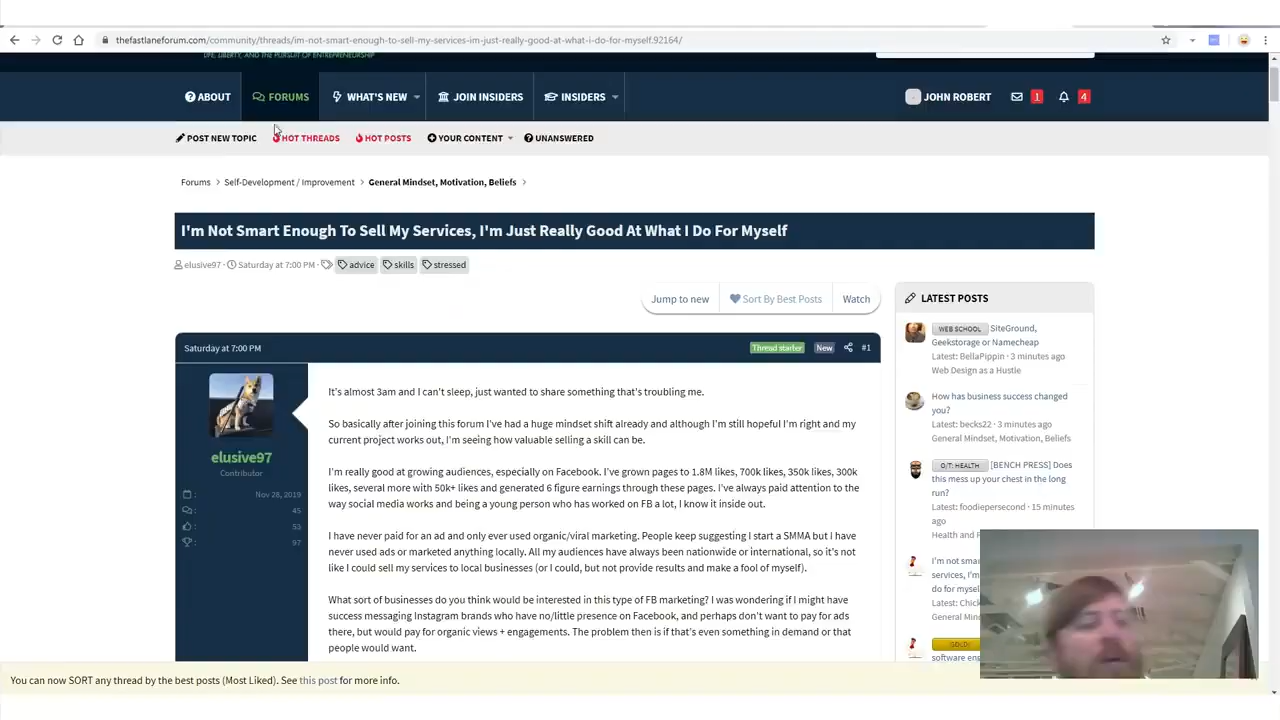 thefastlaneforum.com/community/threads/im-not-smart-enough-to-sell-my-services-im-just-really-good-at-what-i-do-for-myself.92164/
LIFE, LIBERTY, AND THE PURSUIT OF ENTREPRENEURSHIP
ABOUT FORUMS WHAT'S NEW JOIN INSIDERS INSIDERS JOHN ROBERT 1 4
POST NEW TOPIC HOT THREADS HOT POSTS YOUR CONTENT UNANSWERED
Forums > Self-Development / Improvement > General Mindset, Motivation, Beliefs >
I'm Not Smart Enough To Sell My Services, I'm Just Really Good At What I Do For Myself
elusive97 · Saturday at 7:00 PM · advice skills stressed
Jump to new Sort By Best Posts Watch
Saturday at 7:00 PM Thread starter New #1
elusive97
Contributor
: Nov 28, 2019
: 45
: 53
: 97
It's almost 3am and I can't sleep, just wanted to share something that's troubling me.
So basically after joining this forum I've had a huge mindset shift already and although I'm still hopeful I'm right and my
current project works out, I'm seeing how valuable selling a skill can be.
I'm really good at growing audiences, especially on Facebook. I've grown pages to 1.8M likes, 700k likes, 350k likes, 300k
likes, several more with 50k+ likes and generated 6 figure earnings through these pages. I've always paid attention to the
way social media works and being a young person who has worked on FB a lot, I know it inside out.
I have never paid for an ad and only ever used organic/viral marketing. People keep suggesting I start a SMMA but I have
never used ads or marketed anything locally. All my audiences have always been nationwide or international, so it's not
like I could sell my services to local businesses (or I could, but not provide results and make a fool of myself).
What sort of businesses do you think would be interested in this type of FB marketing? I was wondering if I might have
success messaging Instagram brands who have no/little presence on Facebook, and perhaps don't want to pay for ads
there, but would pay for organic views + engagements. The problem then is if that's even something in demand or that
people would want.
LATEST POSTS
WEB SCHOOL SiteGround,
Geekstorage or Namecheap
Latest: BellaPippin · 3 minutes ago
Web Design as a Hustle
How has business success changed
you?
Latest: becks22 · 3 minutes ago
General Mindset, Motivation, Beliefs
O/T: HEALTH [BENCH PRESS] Does
this mess up your chest in the long
run?
Latest: foodiepersond · 15 minutes
ago
Health and
I'm not sma
services, I'm
do for mysel
Latest: Chick
General Min
GOLD
software en
You can now SORT any thread by the best posts (Most Liked). See this post for more info.